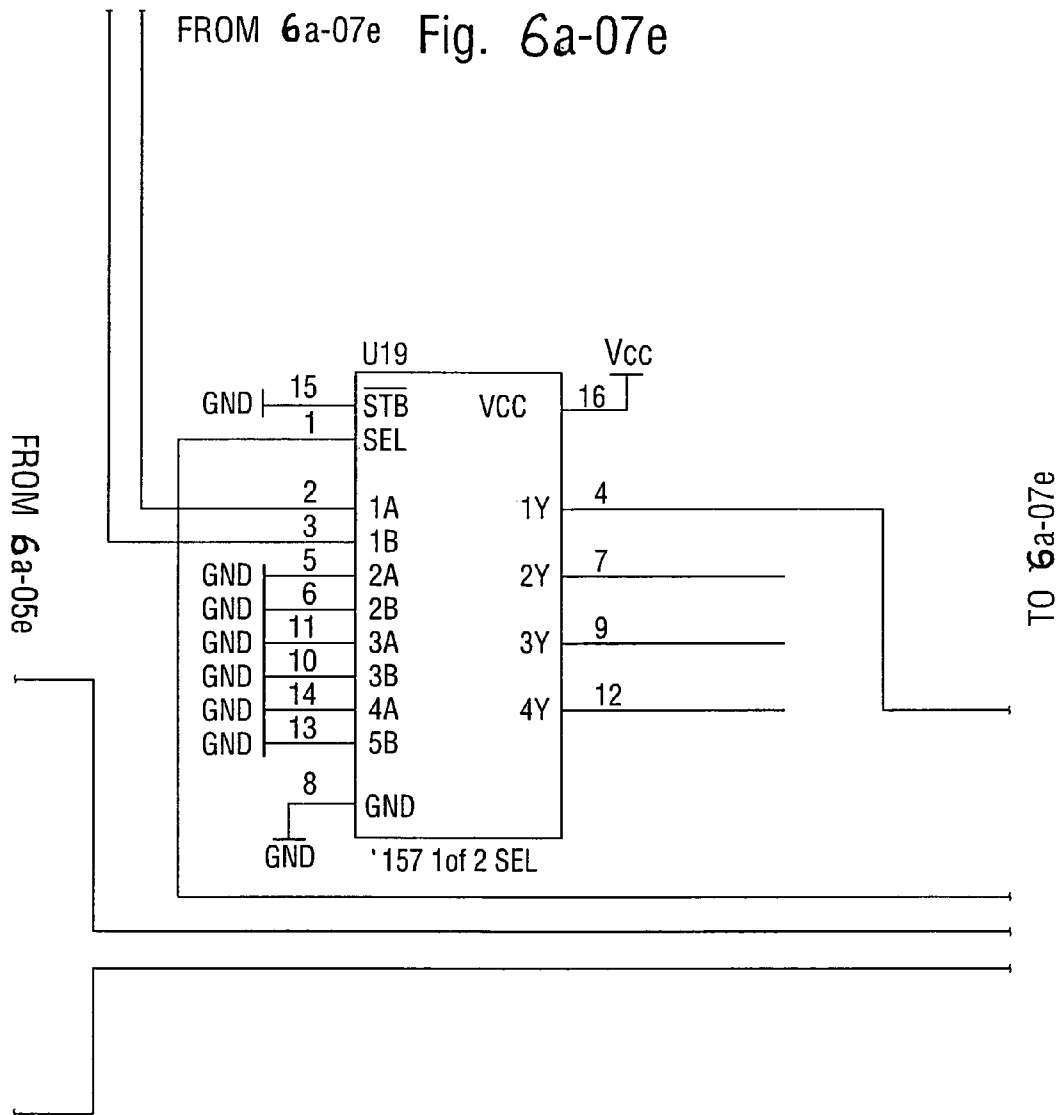 FROM 6a-07e
Fig. 6a-07e
U19
Vcc
GND 15 STB VCC 16
1 SEL
2 1A 1Y 4
3 1B
GND 5 2A 2Y 7
GND 6 2B
GND 11 3A 3Y 9
GND 10 3B
GND 14 4A 4Y 12
GND 13 5B
8 GND
GND
'157 1of 2 SEL
FROM 6a-05e
TO 6a-07e